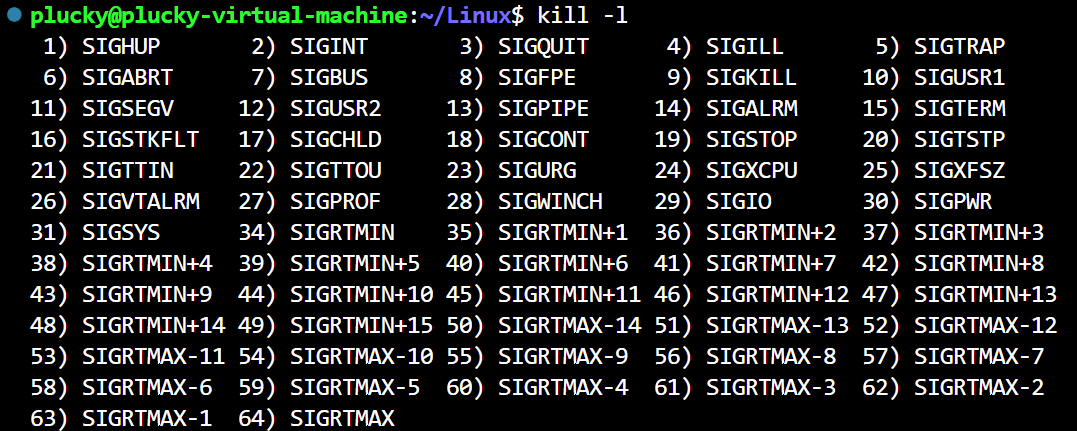 plucky@plucky-virtual-machine:~/Linux$ kill -l
 1) SIGHUP       2) SIGINT       3) SIGQUIT      4) SIGILL       5) SIGTRAP
 6) SIGABRT      7) SIGBUS       8) SIGFPE       9) SIGKILL     10) SIGUSR1
11) SIGSEGV     12) SIGUSR2     13) SIGPIPE     14) SIGALRM     15) SIGTERM
16) SIGSTKFLT   17) SIGCHLD     18) SIGCONT     19) SIGSTOP     20) SIGTSTP
21) SIGTTIN     22) SIGTTOU     23) SIGURG      24) SIGXCPU     25) SIGXFSZ
26) SIGVTALRM   27) SIGPROF     28) SIGWINCH    29) SIGIO       30) SIGPWR
31) SIGSYS      34) SIGRTMIN    35) SIGRTMIN+1  36) SIGRTMIN+2  37) SIGRTMIN+3
38) SIGRTMIN+4  39) SIGRTMIN+5  40) SIGRTMIN+6  41) SIGRTMIN+7  42) SIGRTMIN+8
43) SIGRTMIN+9  44) SIGRTMIN+10 45) SIGRTMIN+11 46) SIGRTMIN+12 47) SIGRTMIN+13
48) SIGRTMIN+14 49) SIGRTMIN+15 50) SIGRTMAX-14 51) SIGRTMAX-13 52) SIGRTMAX-12
53) SIGRTMAX-11 54) SIGRTMAX-10 55) SIGRTMAX-9  56) SIGRTMAX-8  57) SIGRTMAX-7
58) SIGRTMAX-6  59) SIGRTMAX-5  60) SIGRTMAX-4  61) SIGRTMAX-3  62) SIGRTMAX-2
63) SIGRTMAX-1  64) SIGRTMAX